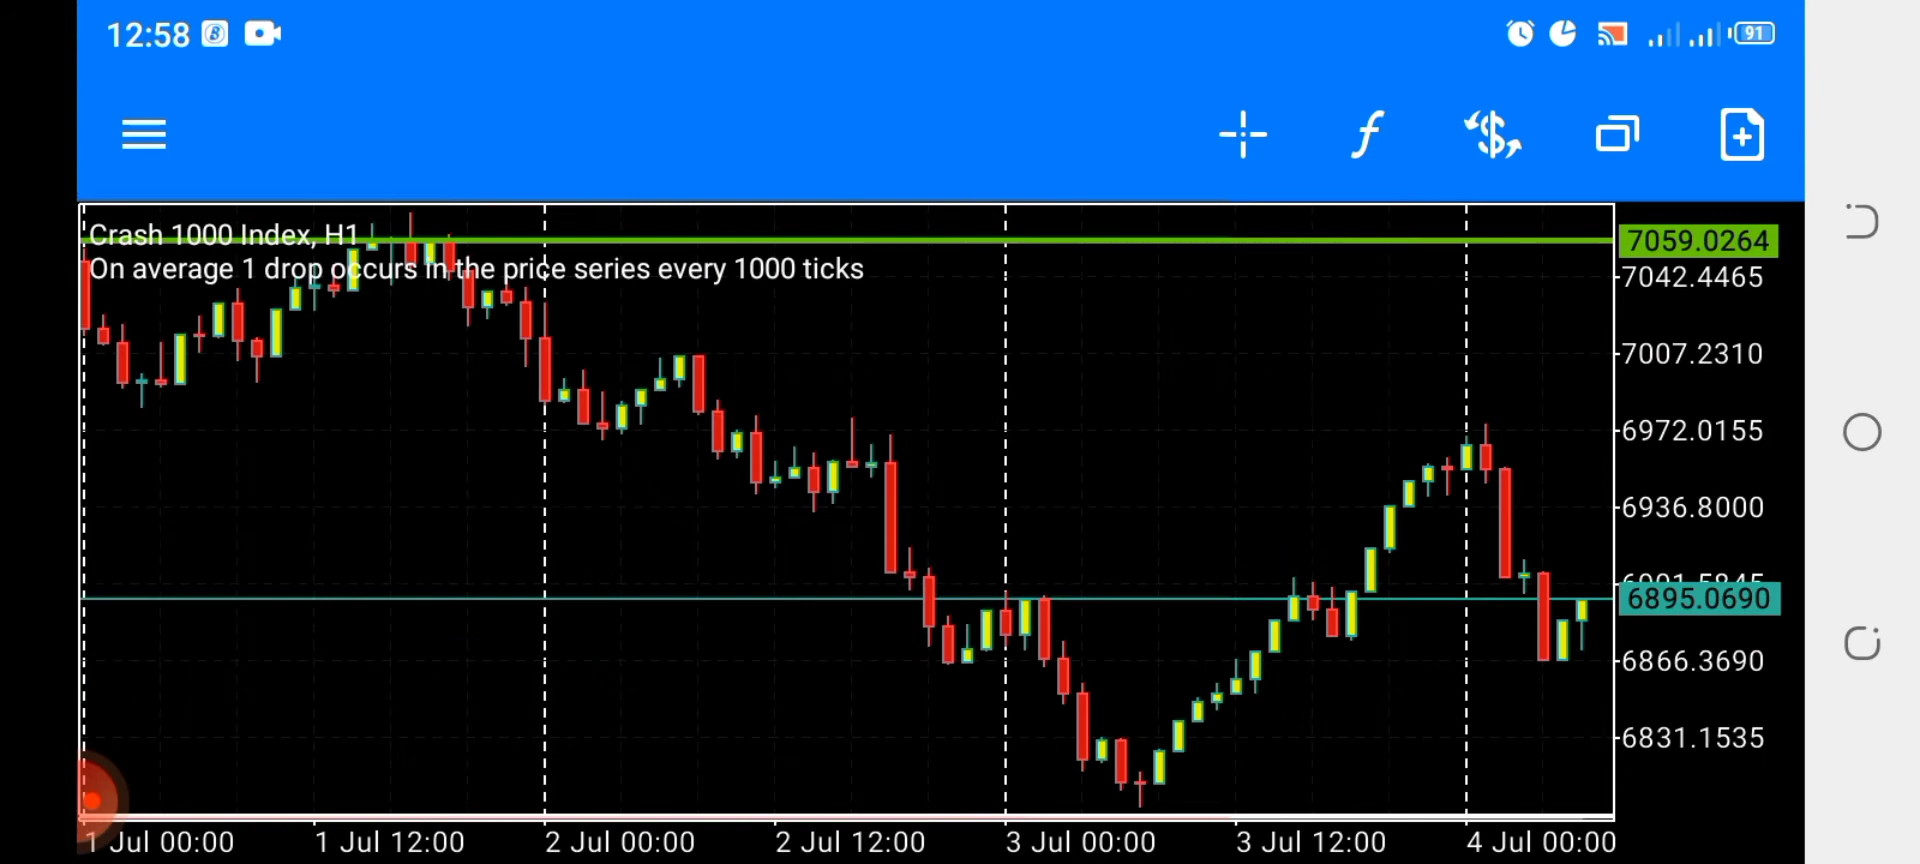 12:58
91
Crash 1000 Index, H1
On average 1 drop occurs in the price series every 1000 ticks
7059.0264
7042.4465
7007.2310
6972.0155
6936.8000
6895.0690
6866.3690
6831.1535
1 Jul 00:00
1 Jul 12:00
2 Jul 00:00
2 Jul 12:00
3 Jul 00:00
3 Jul 12:00
4 Jul 00:00